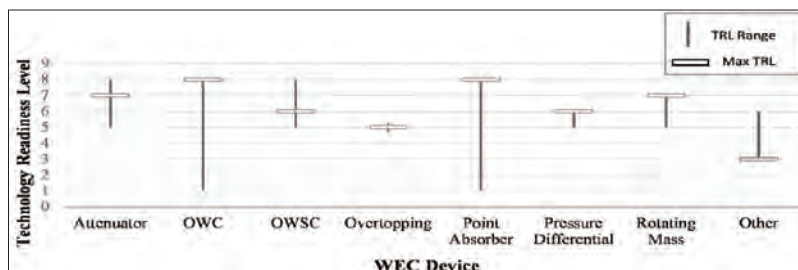 TRL Range
Max TRL
Technology Readiness Level
9
8
7
6
5
4
3
2
1
0
Attenuator OWC OWSC Overtopping Point Absorber Pressure Differential Rotating Mass Other
WEC Device